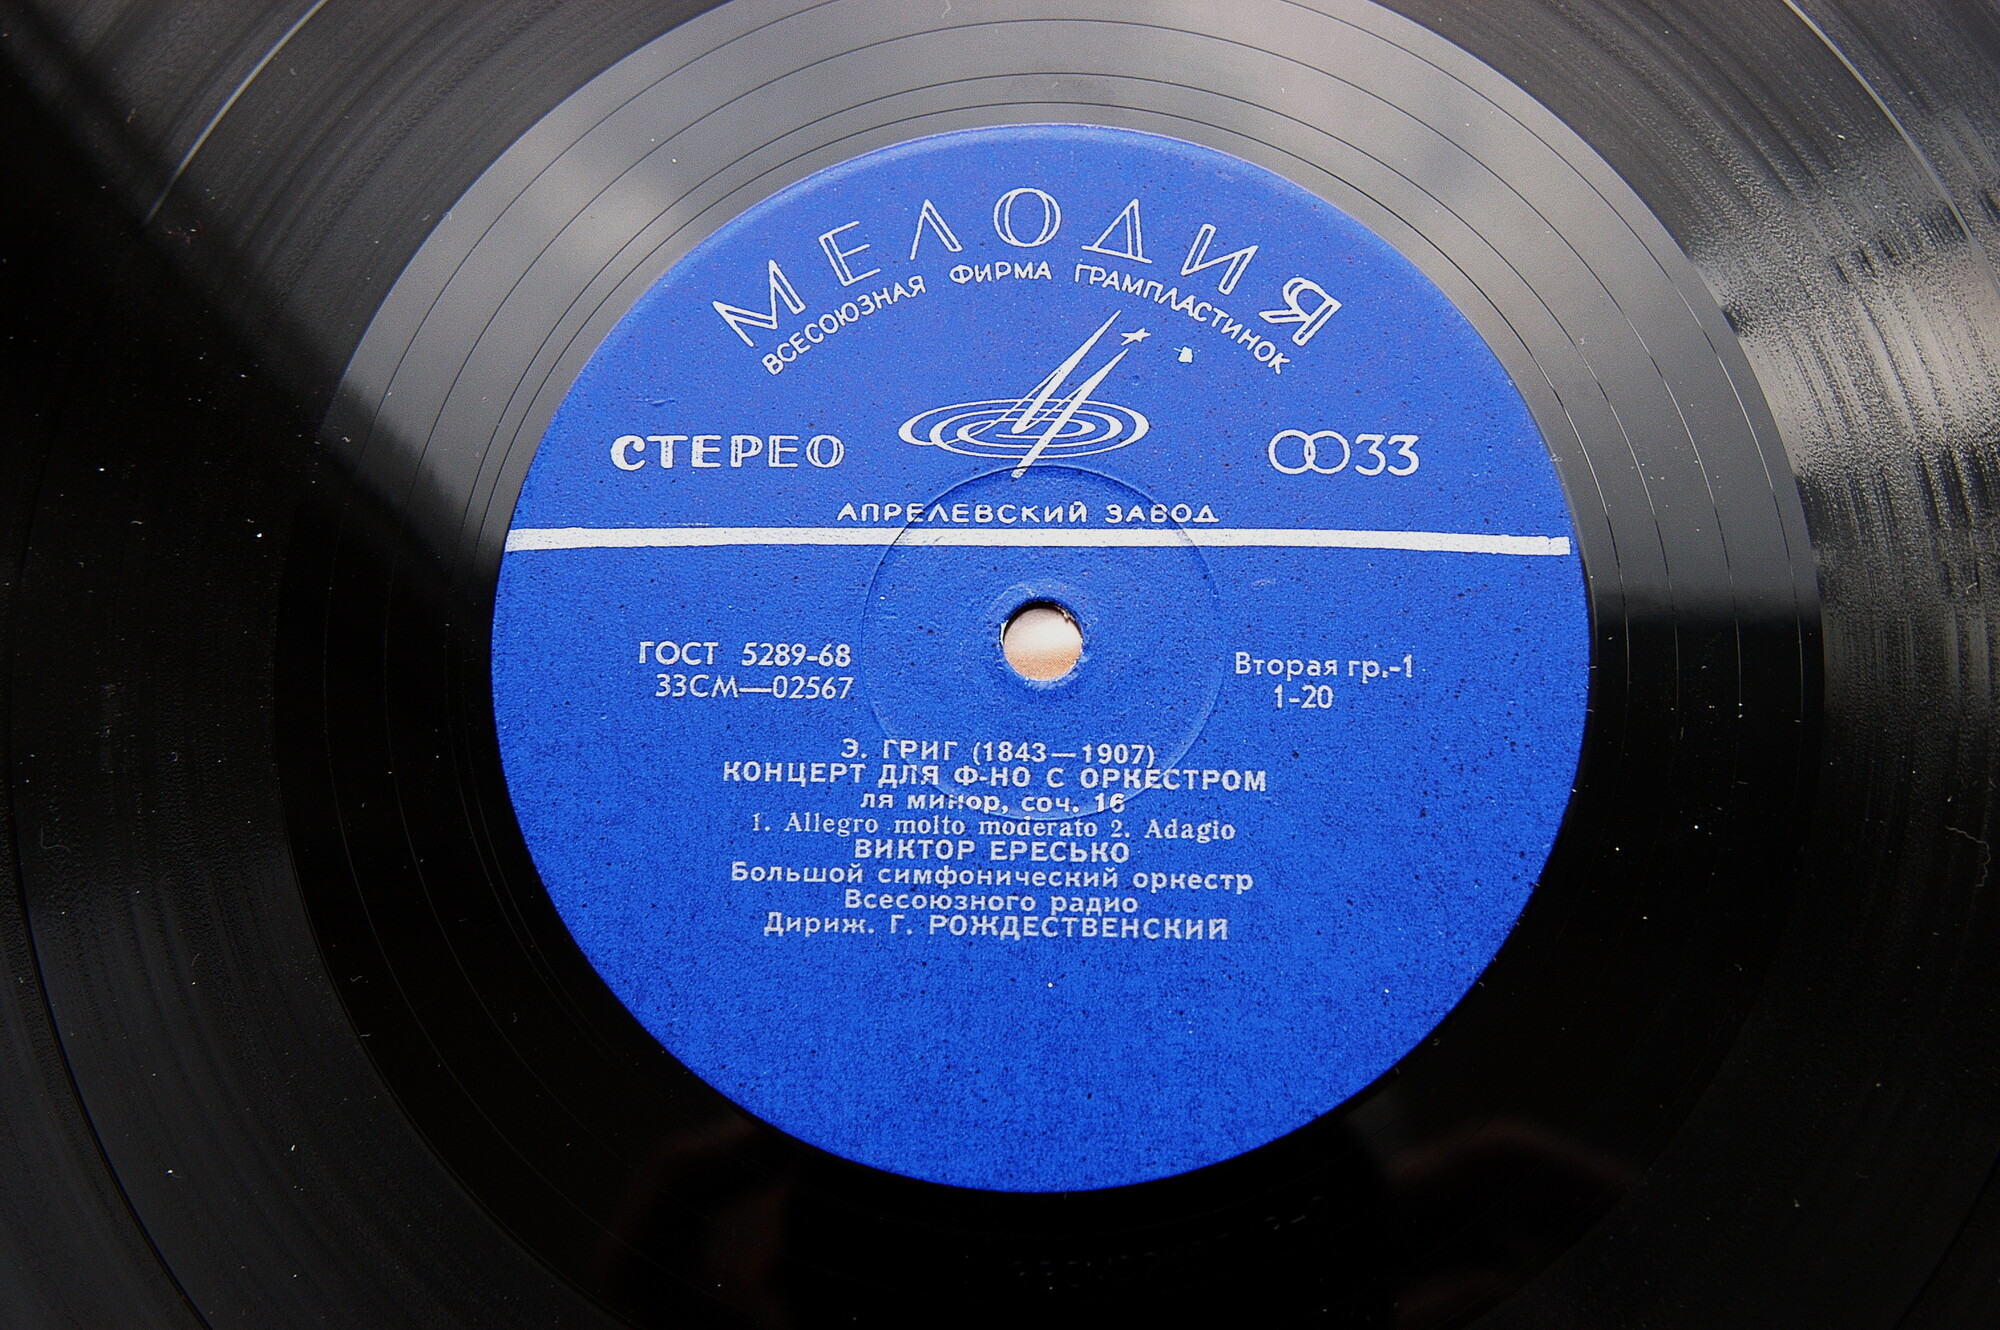 МЕЛОДИЯ
ВСЕСОЮЗНАЯ ФИРМА ГРАМПЛАСТИНОК
СТЕРЕО 33
АПРЕЛЕВСКИЙ ЗАВОД
ГОСТ 5289-68
33СМ—02567
Вторая гр.-1
1-20
Э. ГРИГ (1843—1907)
КОНЦЕРТ ДЛЯ Ф-НО С ОРКЕСТРОМ
ля минор, соч. 16
1. Allegro molto moderato 2. Adagio
ВИКТОР ЕРЕСЬКО
Большой симфонический оркестр
Всесоюзного радио
Дириж. Г. РОЖДЕСТВЕНСКИЙ